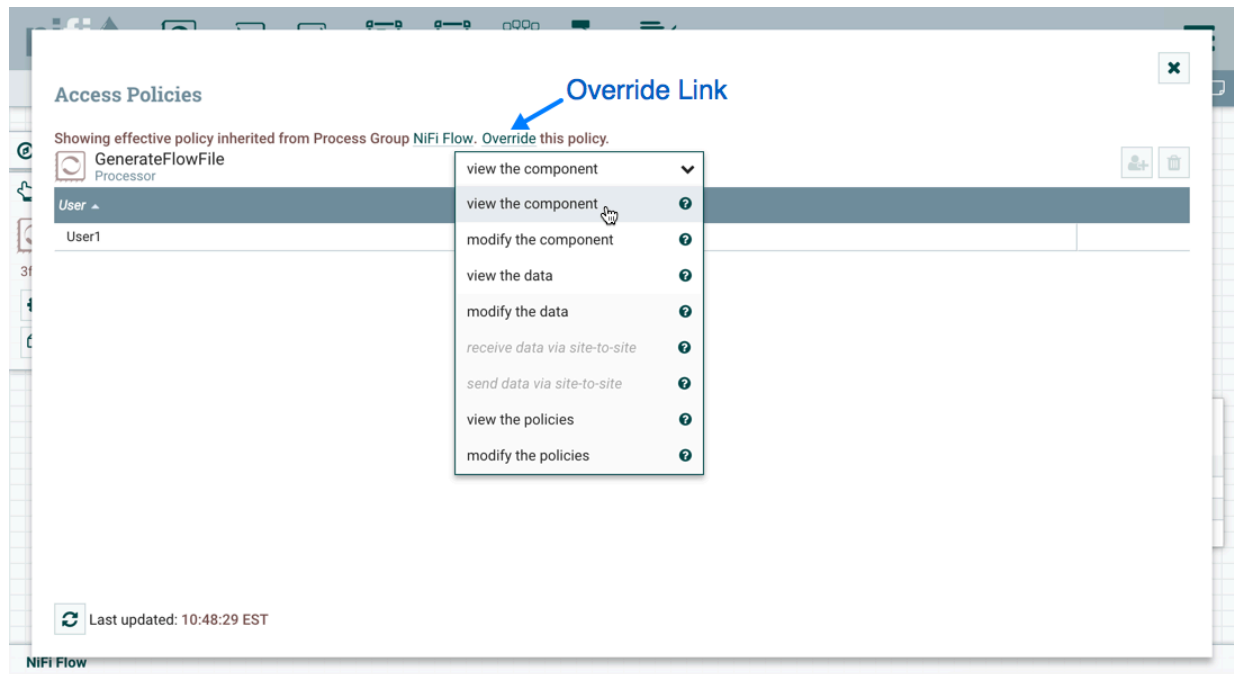 Override Link
Access Policies
Showing effective policy inherited from Process Group NiFi Flow. Override this policy.
GenerateFlowFile
Processor
view the component
User
view the component
User1
modify the component
view the data
modify the data
receive data via site-to-site
send data via site-to-site
view the policies
modify the policies
Last updated: 10:48:29 EST
NiFi Flow